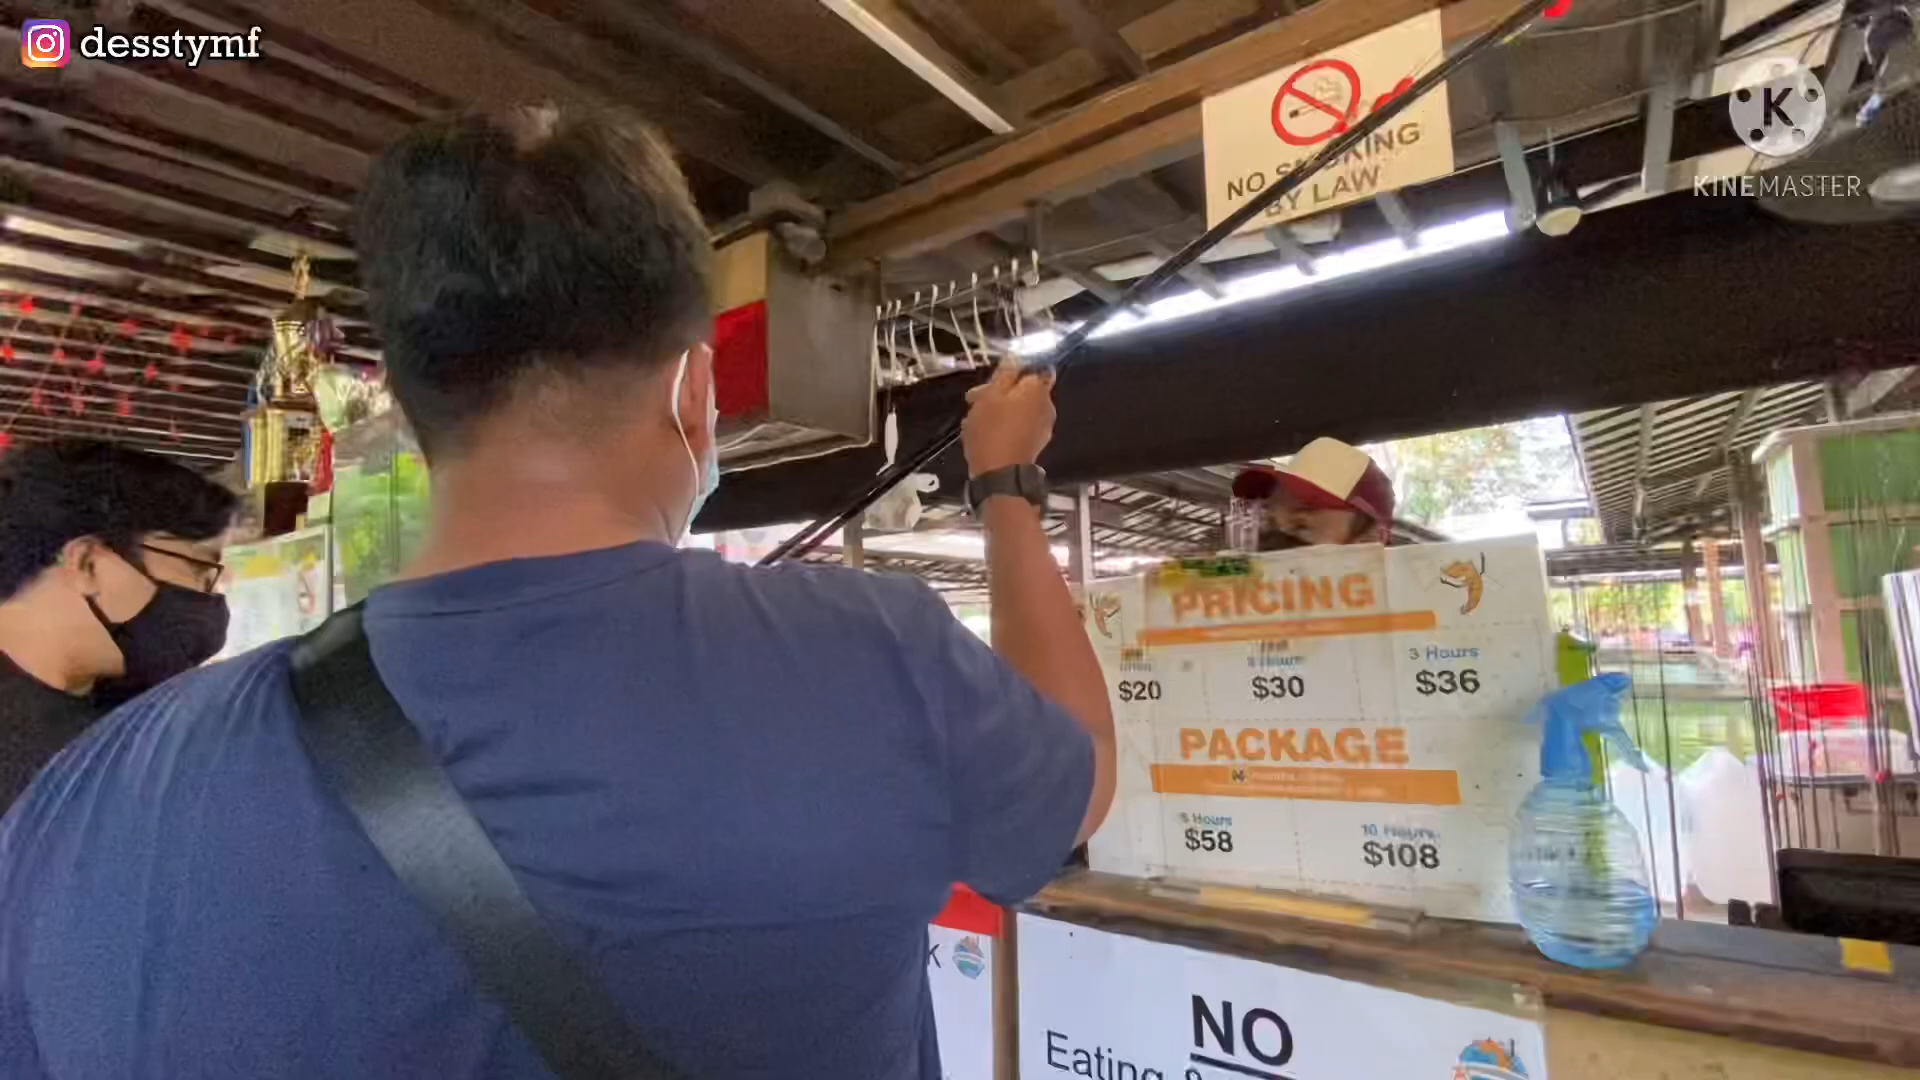 desstymf
NO SMOKING
BY LAW
K
KINEMASTER
PRICING
3 Hours
$20
$30
$36
PACKAGE
5 Hours
10 Hours
$58
$108
K
NO
Eating &